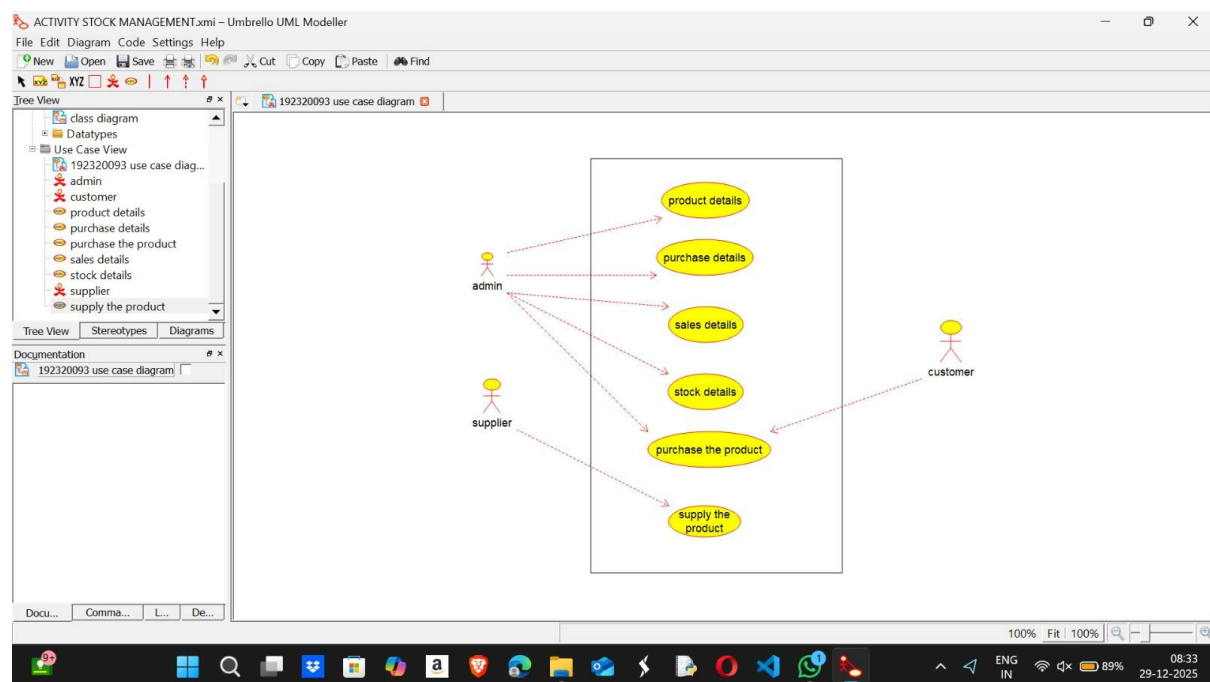 ACTIVITY STOCK MANAGEMENT.xmi – Umbrello UML Modeller
File Edit Diagram Code Settings Help
New Open Save Cut Copy Paste Find
XYZ
Tree View
192320093 use case diagram
class diagram
Datatypes
Use Case View
192320093 use case diag...
admin
customer
product details
purchase details
purchase the product
sales details
stock details
supplier
supply the product
Tree View Stereotypes Diagrams
Documentation
192320093 use case diagram
product details
purchase details
admin
sales details
customer
stock details
supplier
purchase the product
supply the
product
Docu... Comma... L... De...
100% Fit 100%
9+
a
1
ENG
IN
89%
08:33
29-12-2025